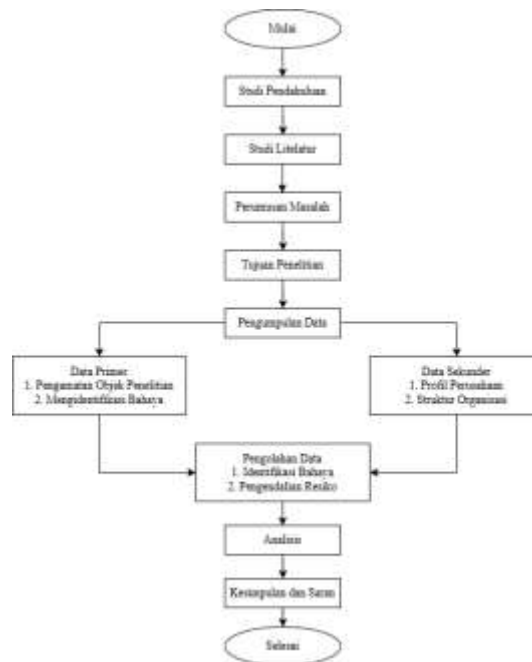 Mulai
Studi Pendahuluan
Studi Litelatur
Perumusan Masalah
Tujuan Penelitian
Pengumpulan Data
Data Primer
1. Pengamatan Objek Penelitian
2. Mengidentifikasi Bahaya
Data Sekunder
1. Profil Perusahaan
2. Struktur Organisasi
Pengolahan Data
1. Identifikasi Bahaya
2. Pengendalian Resiko
Analisis
Kesimpulan dan Saran
Selesai